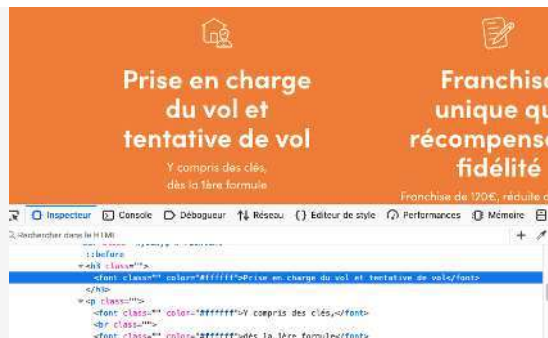 Prise en charge
du vol et
tentative de vol
Y compris des clés,
dès la 1ère formule
Franchise
unique qu
récompense
fidélité
Franchise de 120€, réduite
Inspecteur Console Débogueur Réseau {} Éditeur de style Performances Mémoire
Rechercher dans le HTML +
::before
<h3 class="">
<font class="" color="#ffffff">Prise en charge du vol et tentative de vol</font>
</h3>
<p class="">
<font class="" color="#ffffff">Y compris des clés,</font>
<br class="">
<font class="" color="#ffffff">dès la 1ère formule</font>